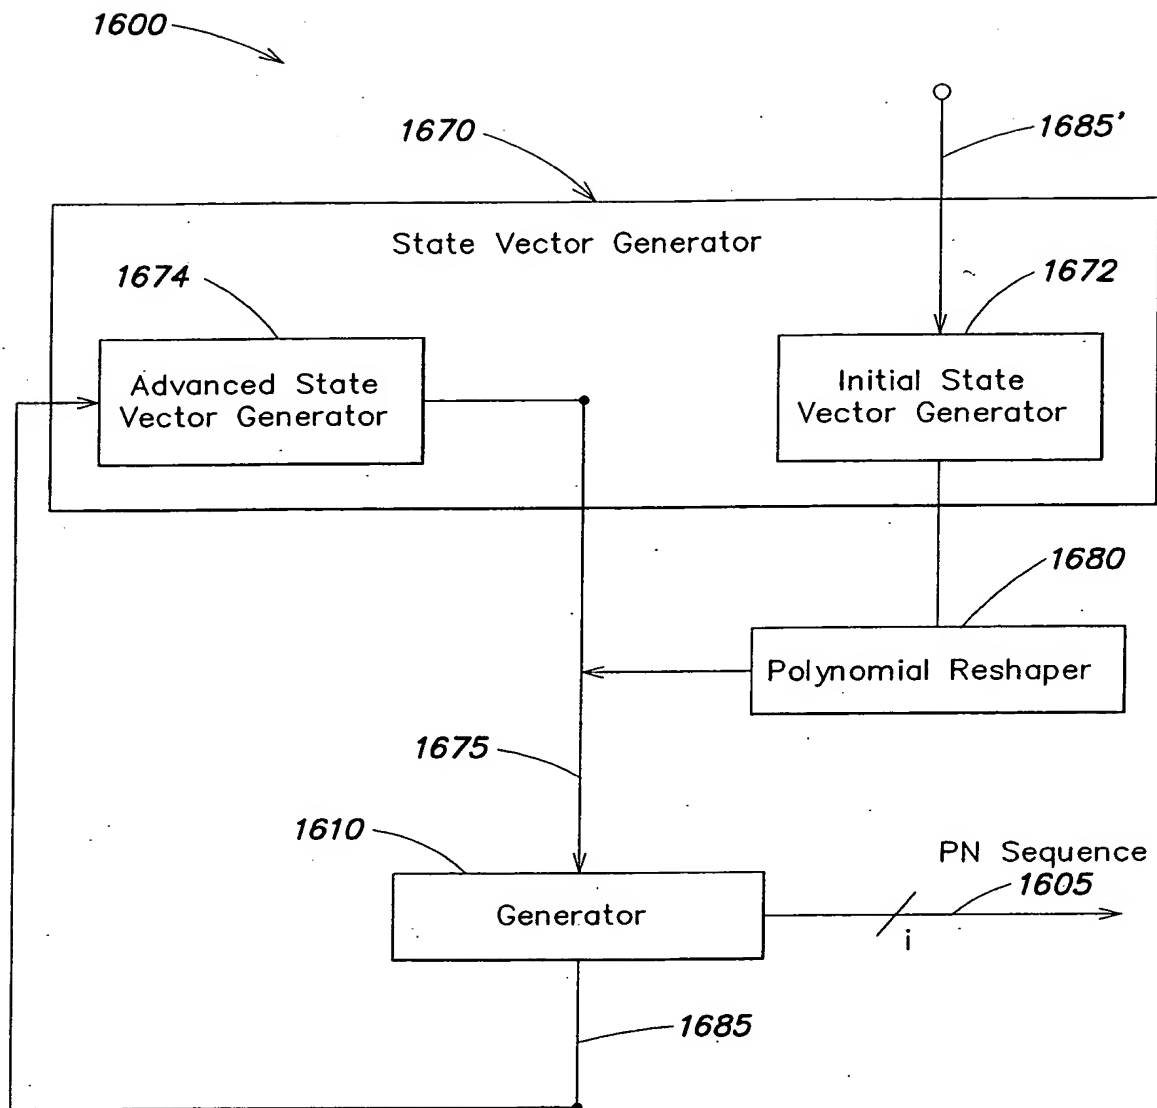 1600
1685'
1670
State Vector Generator
1674
1672
Advanced State
Vector Generator
Initial State
Vector Generator
1680
Polynomial Reshaper
1675
1610
PN Sequence
1605
Generator
i
1685